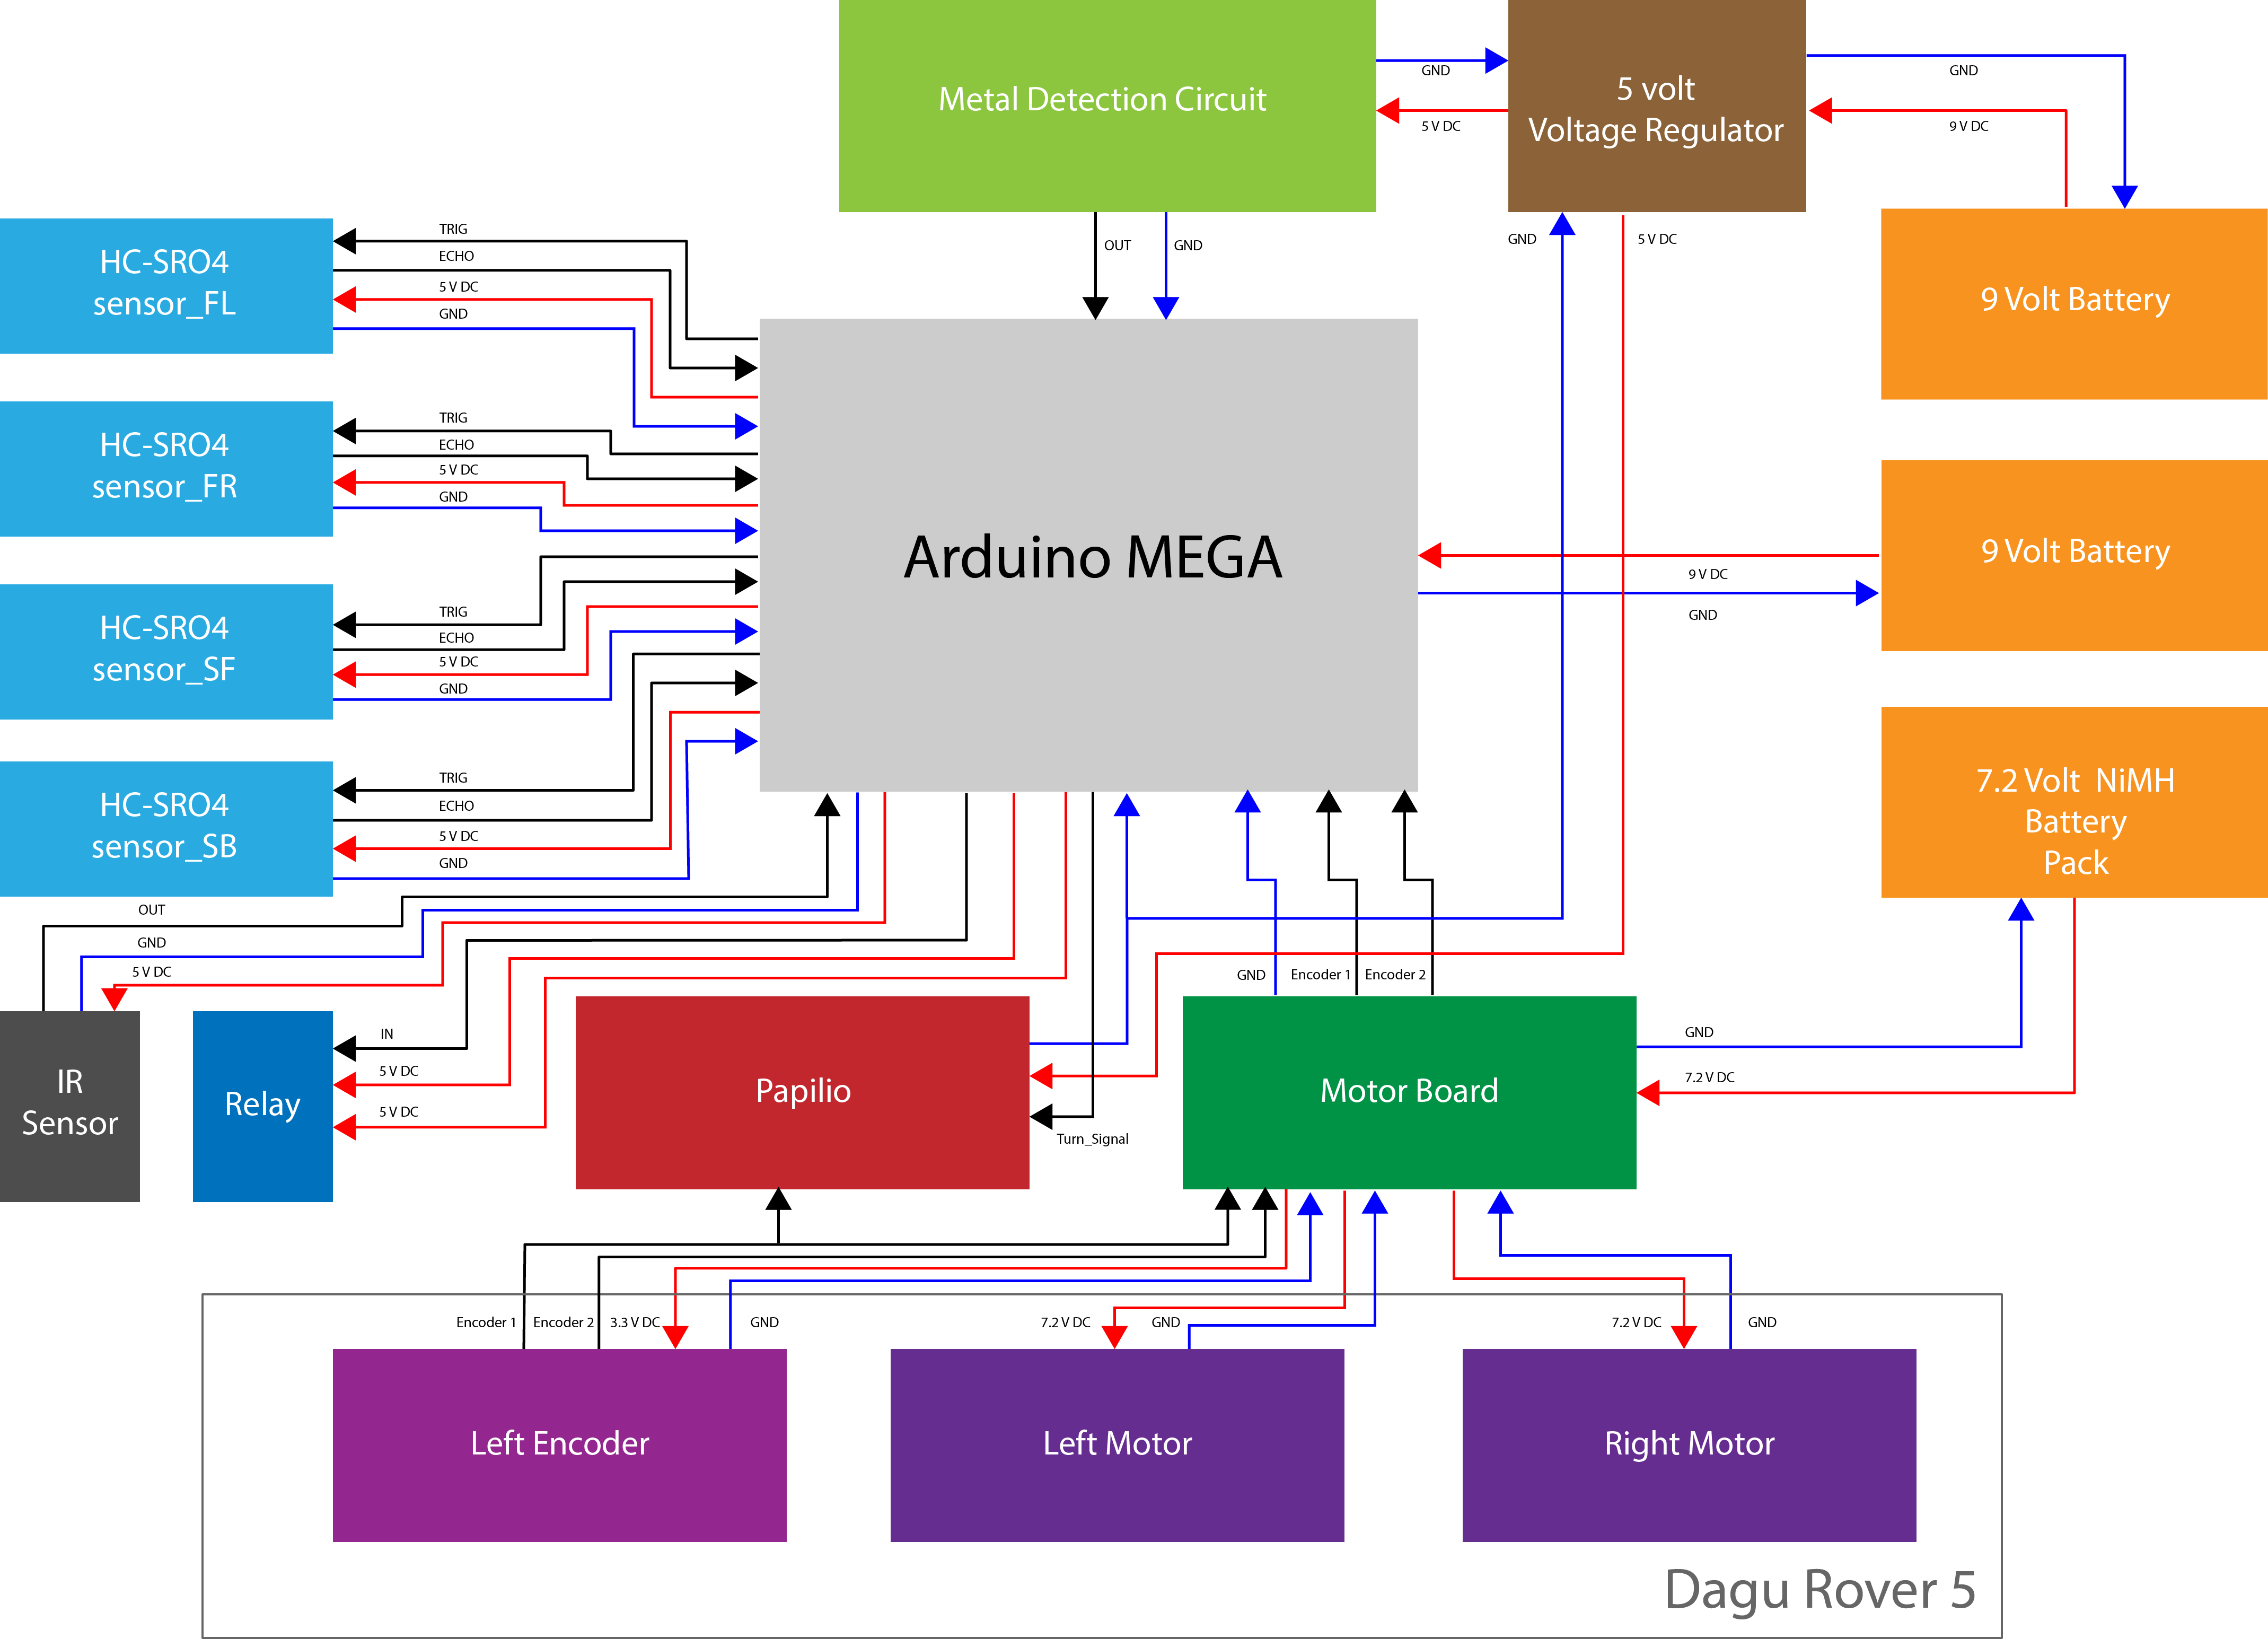 Metal Detection Circuit
GND
5 V DC
5 volt
Voltage Regulator
GND
9 V DC
OUT
GND
GND
5 V DC
9 Volt Battery
HC-SRO4
sensor_FL
TRIG
ECHO
5 V DC
GND
HC-SRO4
sensor_FR
TRIG
ECHO
5 V DC
GND
Arduino MEGA
9 V DC
GND
9 Volt Battery
HC-SRO4
sensor_SF
TRIG
ECHO
5 V DC
GND
HC-SRO4
sensor_SB
TRIG
ECHO
5 V DC
GND
7.2 Volt NiMH
Battery
Pack
OUT
GND
5 V DC
IR
Sensor
Relay
IN
5 V DC
5 V DC
Papilio
Turn_Signal
GND
Encoder 1
Encoder 2
Motor Board
GND
7.2 V DC
Encoder 1
Encoder 2
3.3 V DC
GND
7.2 V DC
GND
7.2 V DC
GND
Left Encoder
Left Motor
Right Motor
Dagu Rover 5